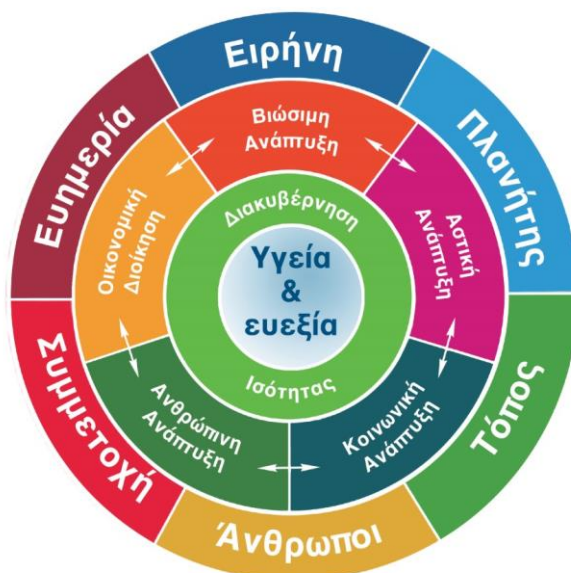 Ειρήνη
Πλανήτης
Τόπος
Άνθρωποι
Συμμετοχή
Ευημερία
Βιώσιμη
Ανάπτυξη
Αστική
Ανάπτυξη
Κοινωνική
Ανάπτυξη
Ανθρώπινη
Ανάπτυξη
Οικονομική
Διοίκηση
Διακυβέρνηση
Ισότητας
Υγεία
&
ευεξία